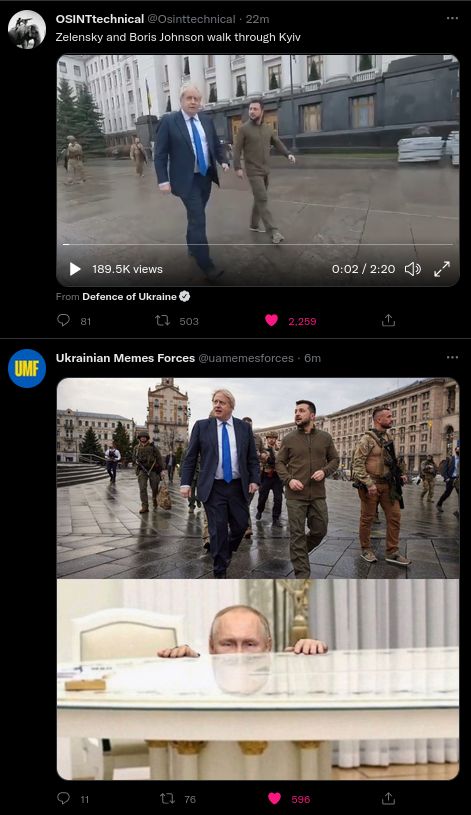 OSINTtechnical @Osinttechnical · 22m
Zelensky and Boris Johnson walk through Kyiv
189.5K views
0:02 / 2:20
From Defence of Ukraine
81 503 2,259
UMF
Ukrainian Memes Forces @uamemesforces · 6m
11 76 596